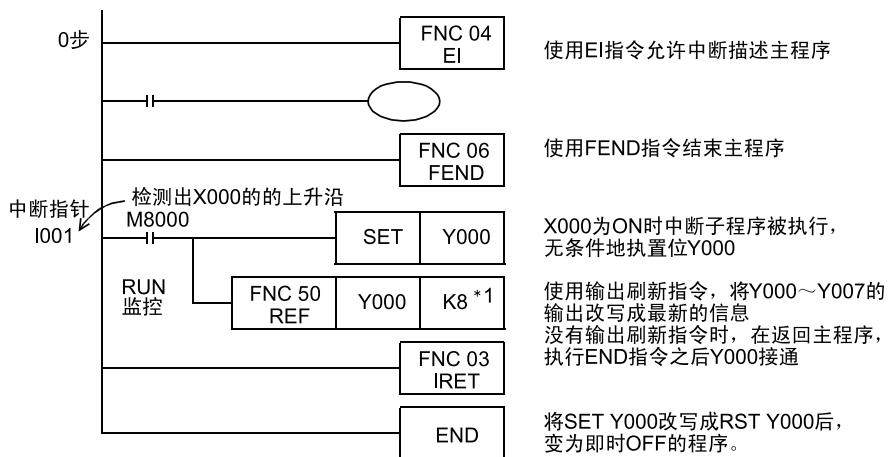 0步
FNC 04
EI
使用EI指令允许中断描述主程序
FNC 06
FEND
使用FEND指令结束主程序
中断指针
I001
检测出X000的的上升沿
M8000
SET
Y000
X000为ON时中断子程序被执行，
无条件地执置位Y000
RUN
监控
FNC 50
REF
Y000
K8 *1
使用输出刷新指令，将Y000～Y007的
输出改写成最新的信息
没有输出刷新指令时，在返回主程序，
执行END指令之后Y000接通
FNC 03
IRET
END
将SET Y000改写成RST Y000后，
变为即时OFF的程序。